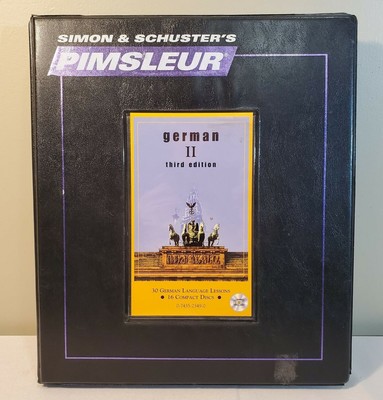 SIMON & SCHUSTER'S
PIMSLEUR®
german
II
third edition
30 GERMAN LANGUAGE LESSONS
• 16 COMPACT DISCS •